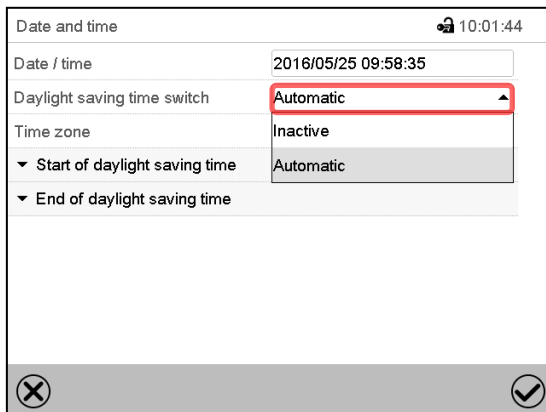 Date and time 10:01:44
Date / time 2016/05/25 09:58:35
Daylight saving time switch Automatic
Time zone Inactive
Start of daylight saving time Automatic
End of daylight saving time